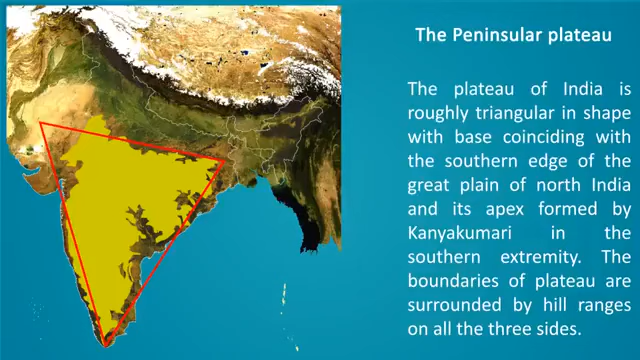 The Peninsular plateau
The plateau of India is
roughly triangular in shape
with base coinciding with
the southern edge of the
great plain of north India
and its apex formed by
Kanyakumari in the
southern extremity. The
boundaries of plateau are
surrounded by hill ranges
on all the three sides.